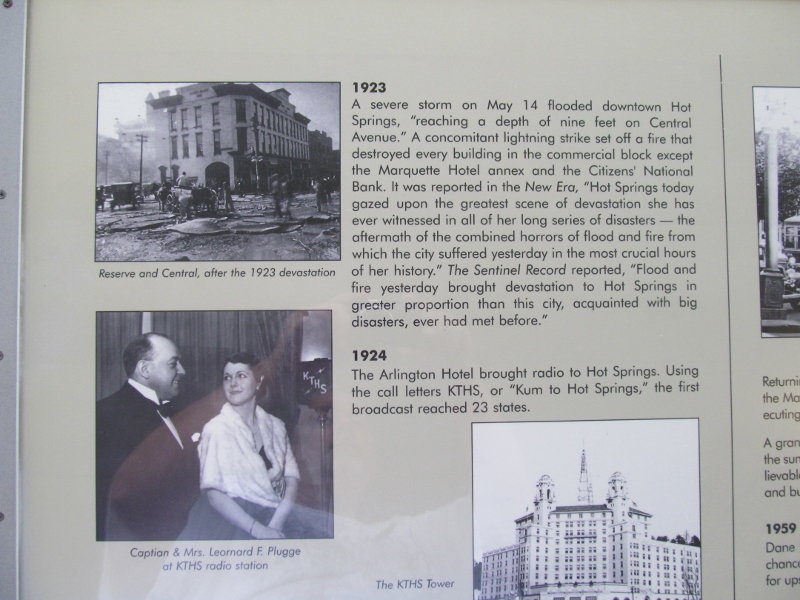 1923
A severe storm on May 14 flooded downtown Hot
Springs, “reaching a depth of nine feet on Central
Avenue.” A concomitant lightning strike set off a fire that
destroyed every building in the commercial block except
the Marquette Hotel annex and the Citizens' National
Bank. It was reported in the New Era, “Hot Springs today
gazed upon the greatest scene of devastation she has
ever witnessed in all of her long series of disasters — the
aftermath of the combined horrors of flood and fire from
which the city suffered yesterday in the most crucial hours
of her history.” The Sentinel Record reported, “Flood and
fire yesterday brought devastation to Hot Springs in
greater proportion than this city, acquainted with big
disasters, ever had met before.”
Reserve and Central, after the 1923 devastation
1924
The Arlington Hotel brought radio to Hot Springs. Using
the call letters KTHS, or “Kum to Hot Springs,” the first
broadcast reached 23 states.
KTHS
Captian & Mrs. Leornard F. Plugge
at KTHS radio station
The KTHS Tower
the Ma
ecuting
A gran
the sun
and bu
1959
Dane
for ups